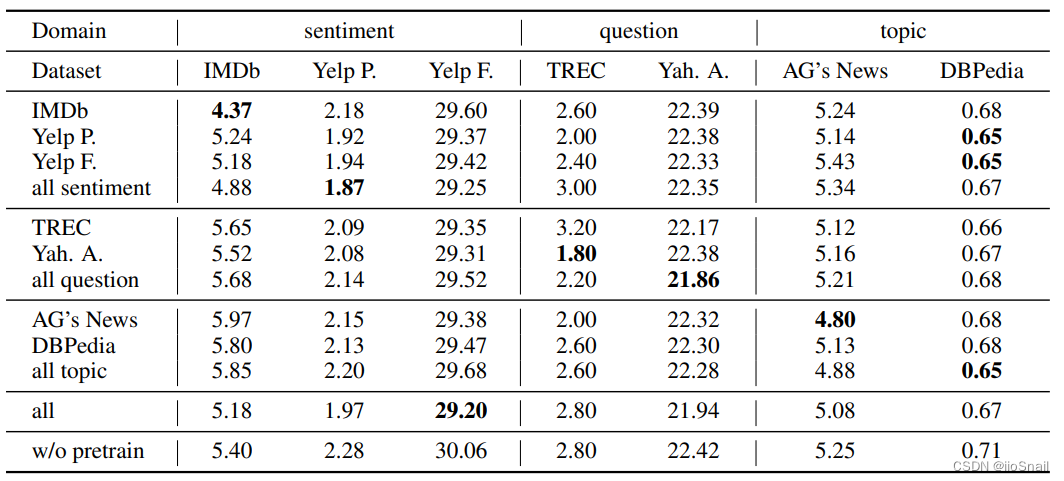 Domain sentiment question topic
Dataset IMDb Yelp P. Yelp F. TREC Yah. A. AG's News DBPedia
IMDb 4.37 2.18 29.60 2.60 22.39 5.24 0.68
Yelp P. 5.24 1.92 29.37 2.00 22.38 5.14 0.65
Yelp F. 5.18 1.94 29.42 2.40 22.33 5.43 0.65
all sentiment 4.88 1.87 29.25 3.00 22.35 5.34 0.67
TREC 5.65 2.09 29.35 3.20 22.17 5.12 0.66
Yah. A. 5.52 2.08 29.31 1.80 22.38 5.16 0.67
all question 5.68 2.14 29.52 2.20 21.86 5.21 0.68
AG's News 5.97 2.15 29.38 2.00 22.32 4.80 0.68
DBPedia 5.80 2.13 29.47 2.60 22.30 5.13 0.68
all topic 5.85 2.20 29.68 2.60 22.28 4.88 0.65
all 5.18 1.97 29.20 2.80 21.94 5.08 0.67
w/o pretrain 5.40 2.28 30.06 2.80 22.42 5.25 0.71
CSDN @iioSnail